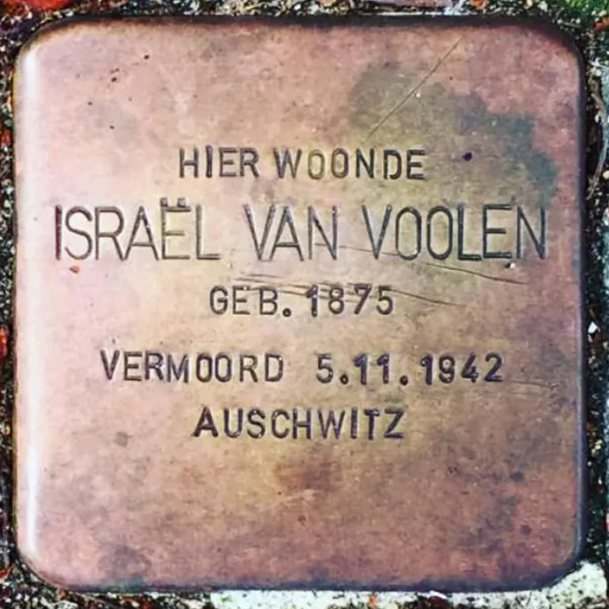 HIER WOONDE
ISRAËL VAN VOOLEN
GEB. 1875
VERMOORD 5.11.1942
AUSCHWITZ